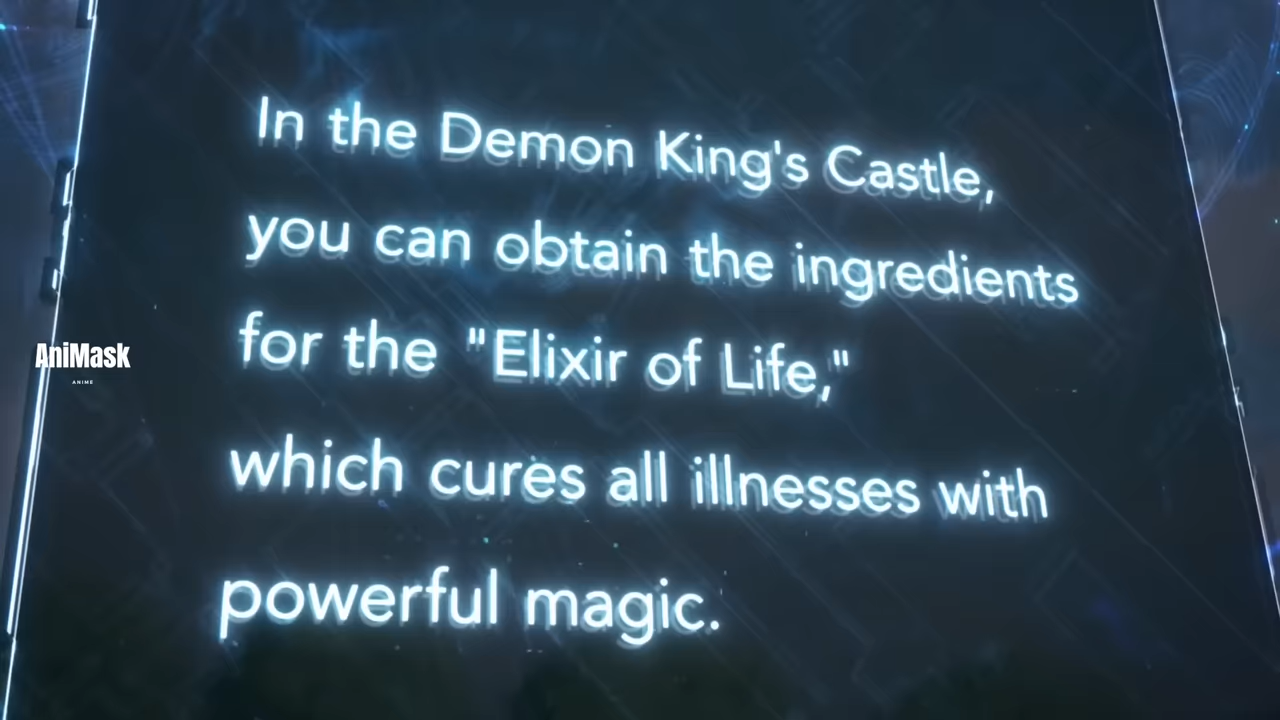 In the Demon King's Castle,
you can obtain the ingredients
for the "Elixir of Life,"
which cures all illnesses with
powerful magic.
AniMask
ANIME